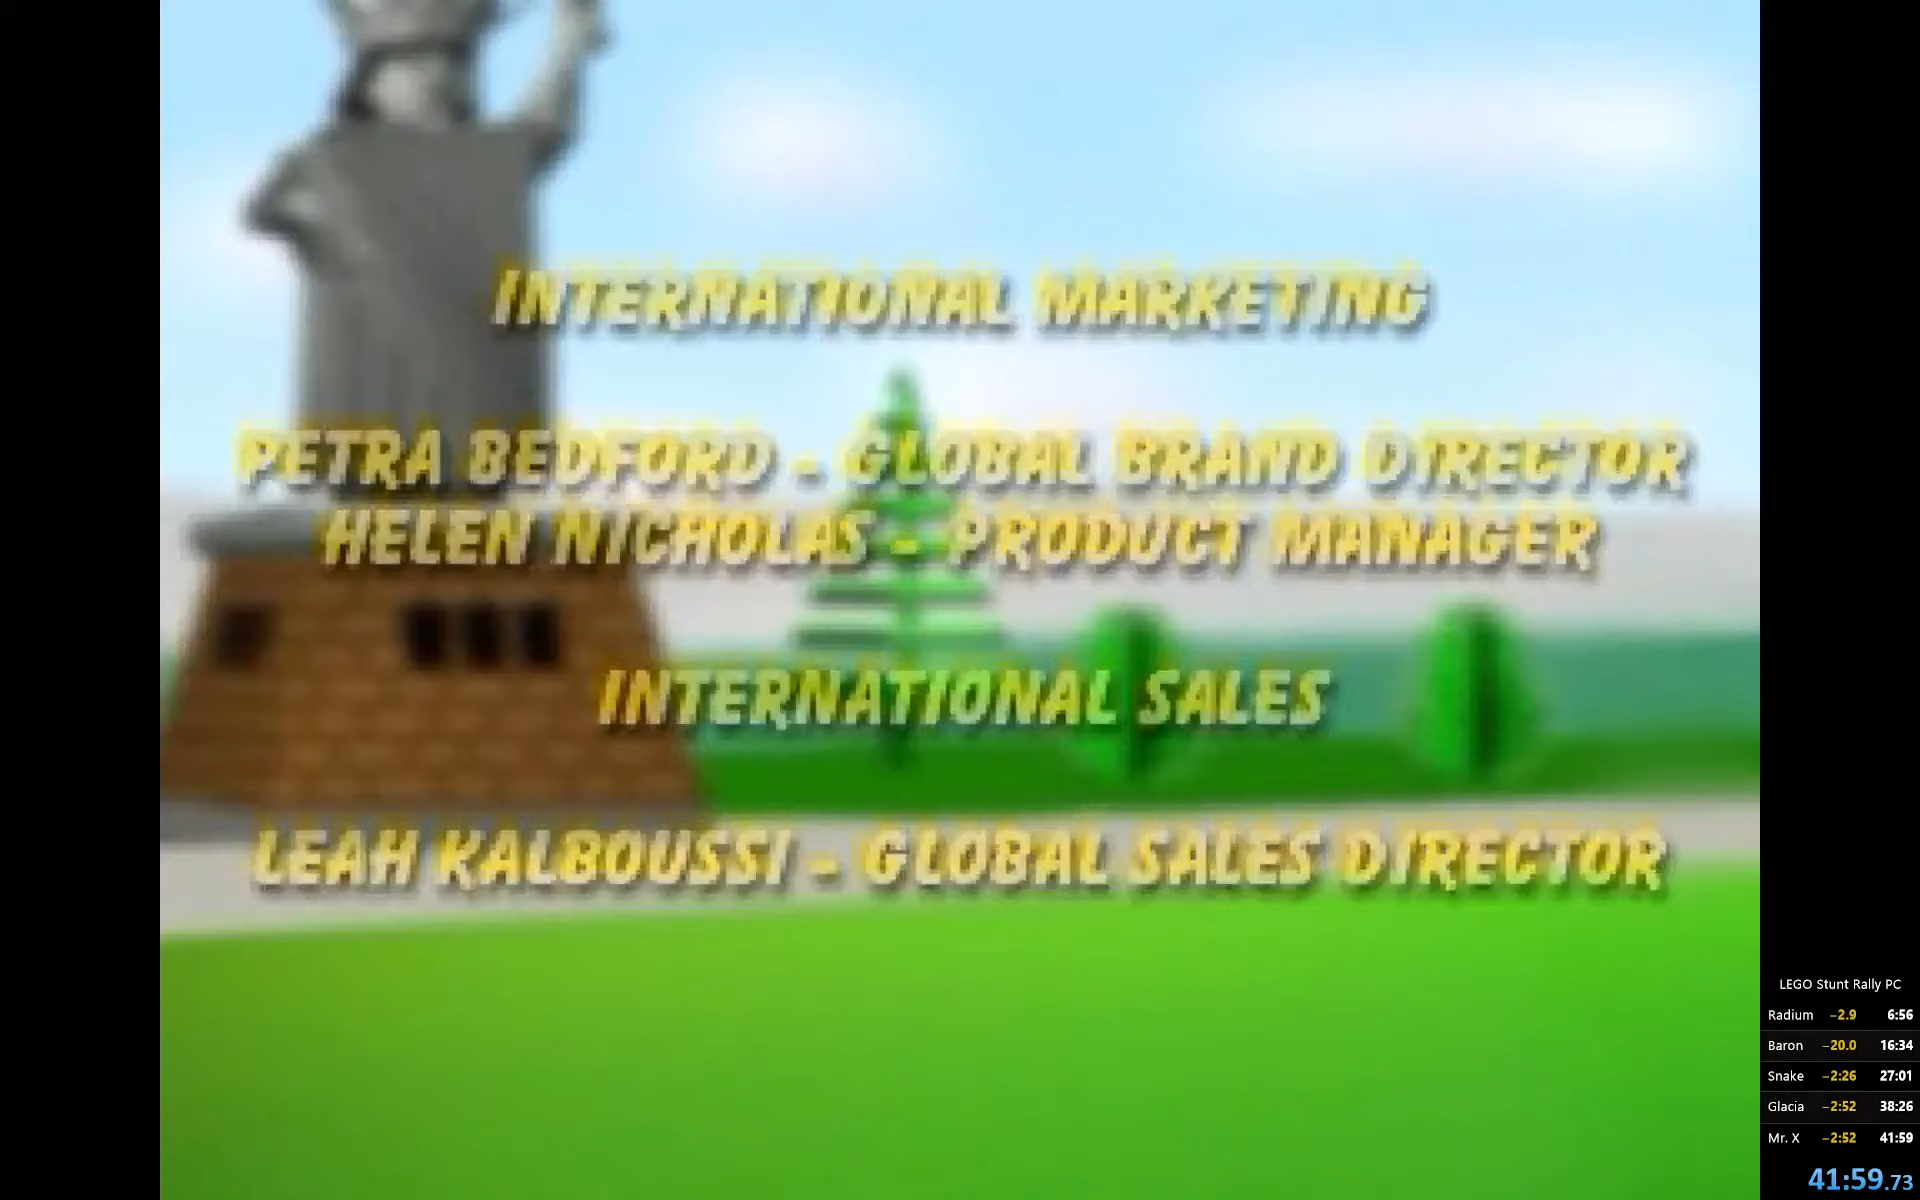 INTERNATIONAL MARKETING
PETRA BEDFORD - GLOBAL BRAND DIRECTOR
HELEN NICHOLAS - PRODUCT MANAGER
INTERNATIONAL SALES
LEAH KALBOUSSI - GLOBAL SALES DIRECTOR
LEGO Stunt Rally PC
Radium −2.9 6:56
Baron −20.0 16:34
Snake −2:26 27:01
Glacia −2:52 38:26
Mr. X −2:52 41:59
41:59.73